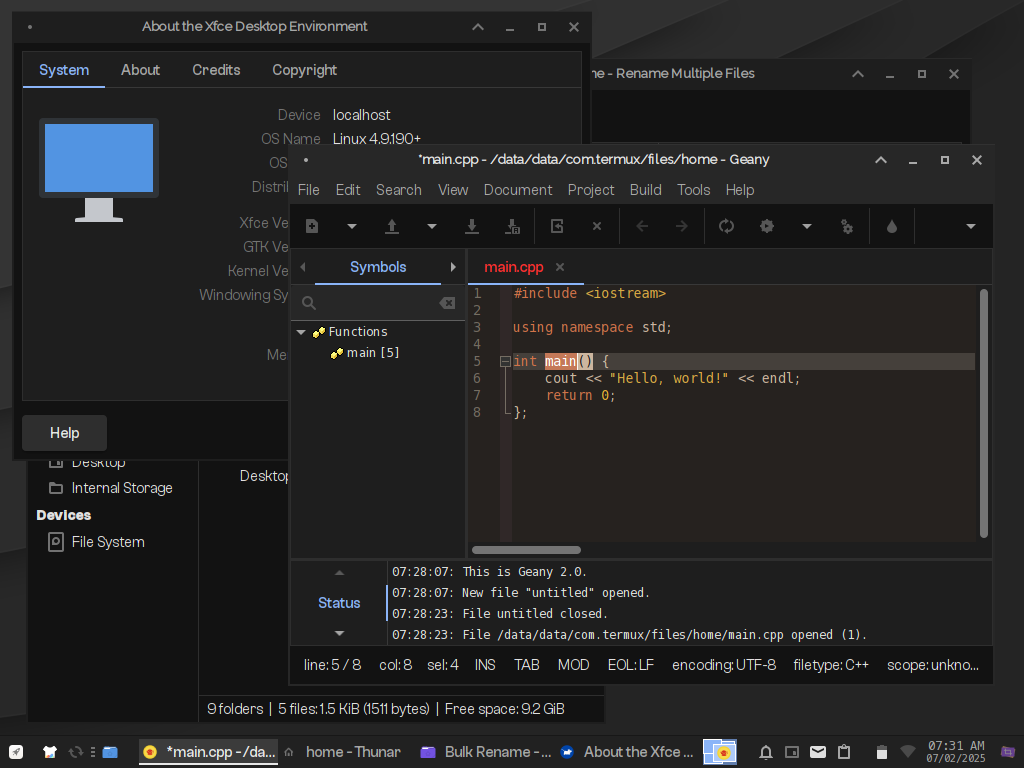 About the Xfce Desktop Environment
System About Credits Copyright
Device localhost
OS Name Linux 4.9.190+
OS
Distri
Xfce Ve
GTK Ve
Kernel Ve
Windowing Sy
Me
Help
me - Rename Multiple Files
*main.cpp - /data/data/com.termux/files/home - Geany
File Edit Search View Document Project Build Tools Help
Symbols
Functions
main [5]
main.cpp
1 #include <iostream>
2
3 using namespace std;
4
5 int main() {
6 cout << "Hello, world!" << endl;
7 return 0;
8 };
Status
07:28:07: This is Geany 2.0.
07:28:07: New file "untitled" opened.
07:28:23: File untitled closed.
07:28:23: File /data/data/com.termux/files/home/main.cpp opened (1).
line: 5 / 8 col: 8 sel: 4 INS TAB MOD EOL: LF encoding: UTF-8 filetype: C++ scope: unkno...
Desktop
Internal Storage
Devices
File System
Desktop
9 folders | 5 files: 1.5 KiB (1511 bytes) | Free space: 9.2 GiB
*main.cpp - /da... home - Thunar Bulk Rename - ... About the Xfce ...
07:31 AM
07/02/2025